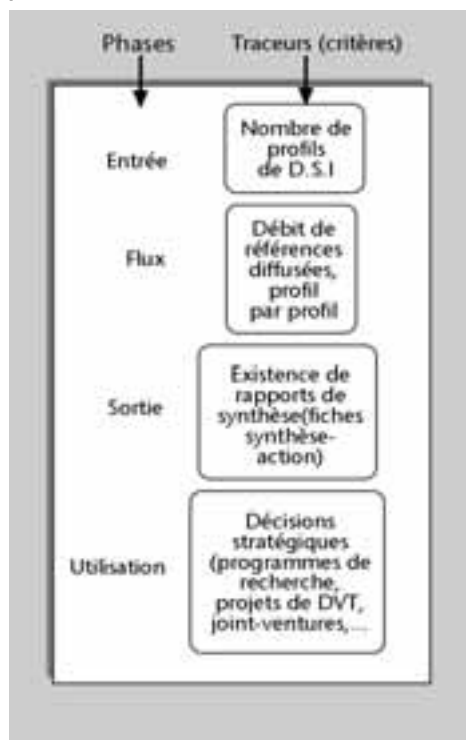 Phases Traceurs (critères)
Entrée
Nombre de
profils
de D.S.I
Flux
Débit de
références
diffusées,
profil
par profil
Sortie
Existence de
rapports de
synthèse(fiches
synthèse-
action)
Utilisation
Décisions
stratégiques
(programmes de
recherche,
projets de DVT,
joint-ventures,...